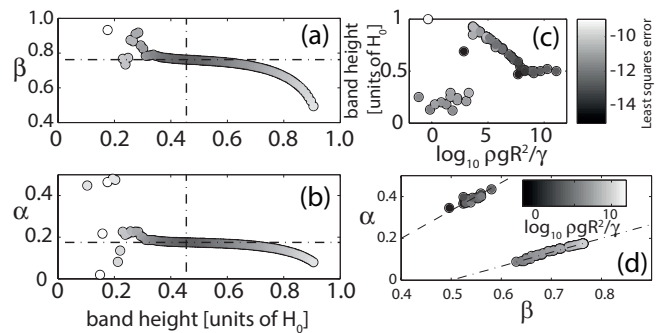 1.0
0.8
0.6
0.4
β
(a)
0 0.2 0.4 0.6 0.8 1.0
band height
[units of H₀]
1
0.5
0
(c)
0 5 10
log₁₀ ρgR²/γ
-10
-12
-14
Least squares error
0.4
0.2
0
α
(b)
0 0.2 0.4 0.6 0.8 1.0
band height [units of H₀]
0.4
0.2
0
α
0 10
log₁₀ ρgR²/γ
(d)
0.4 0.5 0.6 0.7 0.8
β